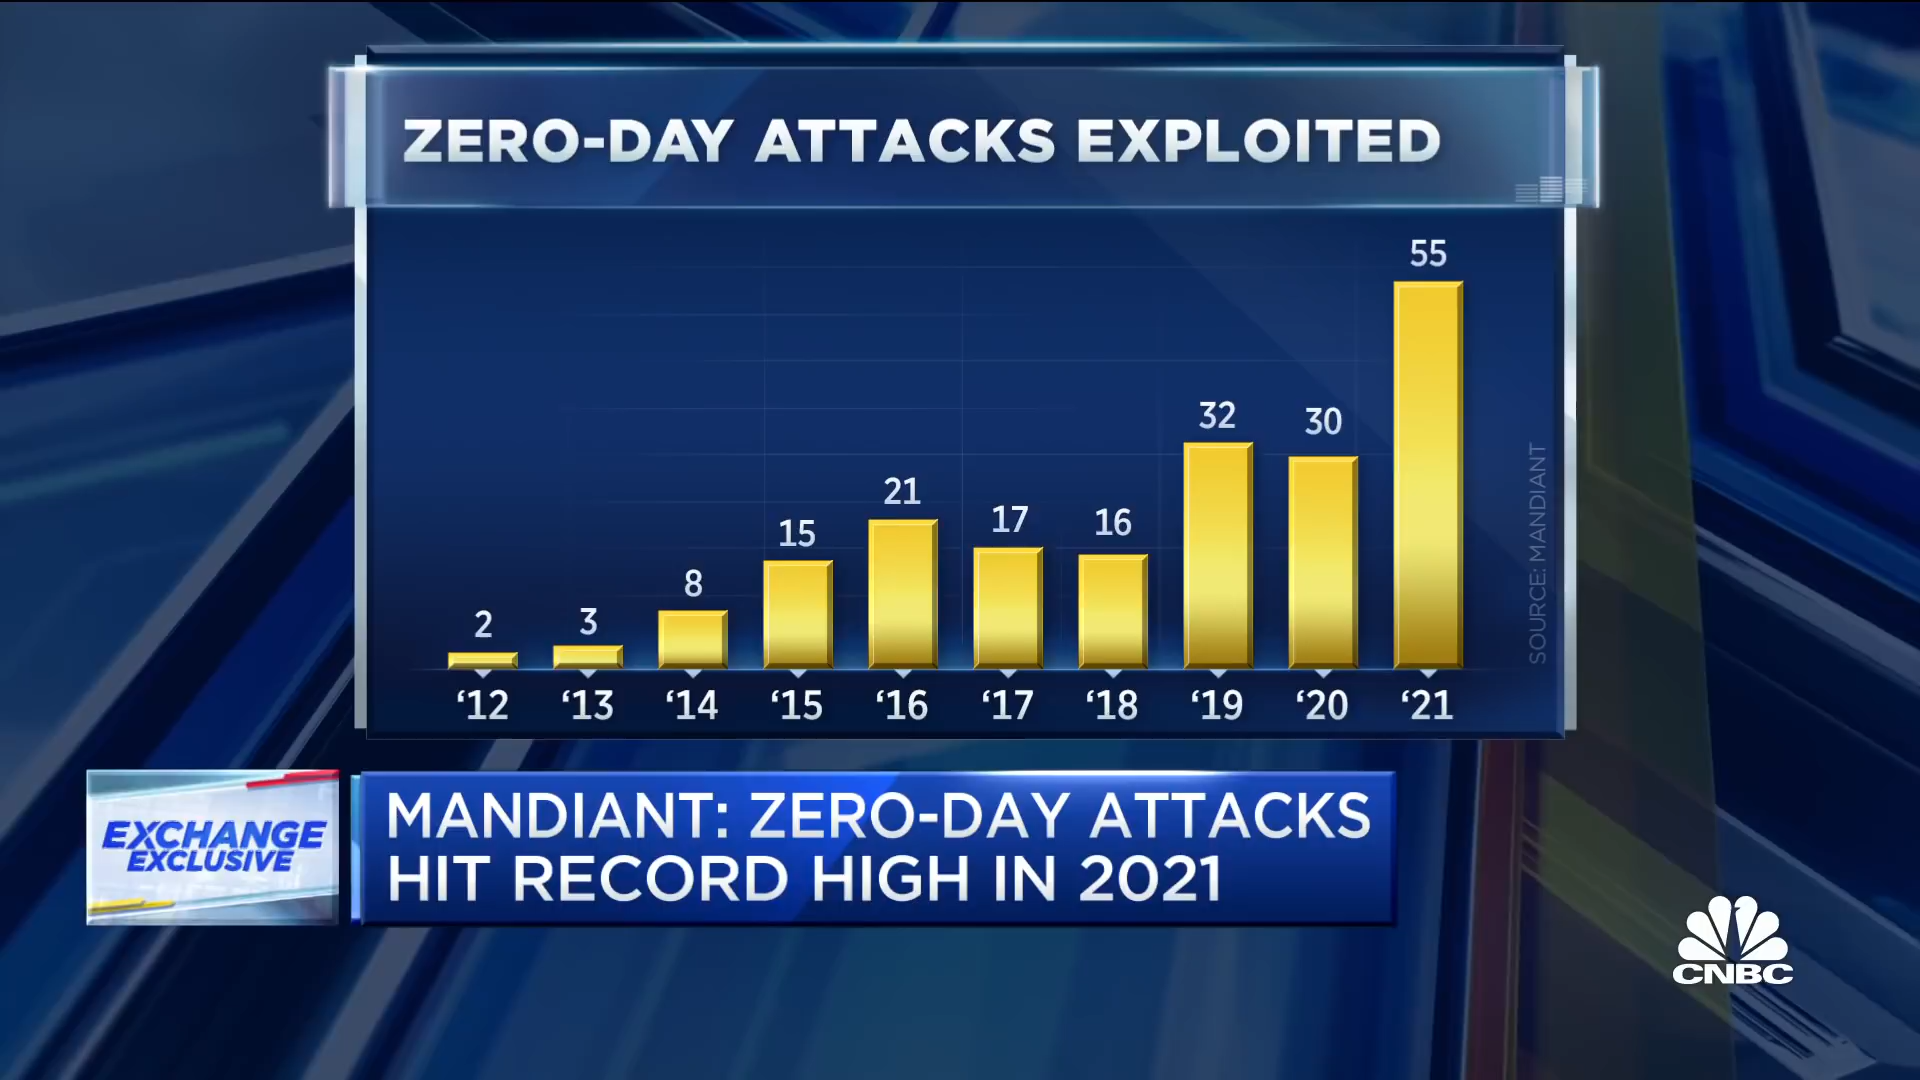 ZERO-DAY ATTACKS EXPLOITED
2
3
8
15
21
17
16
32
30
55
‘12
‘13
‘14
‘15
‘16
‘17
‘18
‘19
‘20
‘21
SOURCE: MANDIANT
EXCHANGE
EXCLUSIVE
MANDIANT: ZERO-DAY ATTACKS
HIT RECORD HIGH IN 2021
CNBC